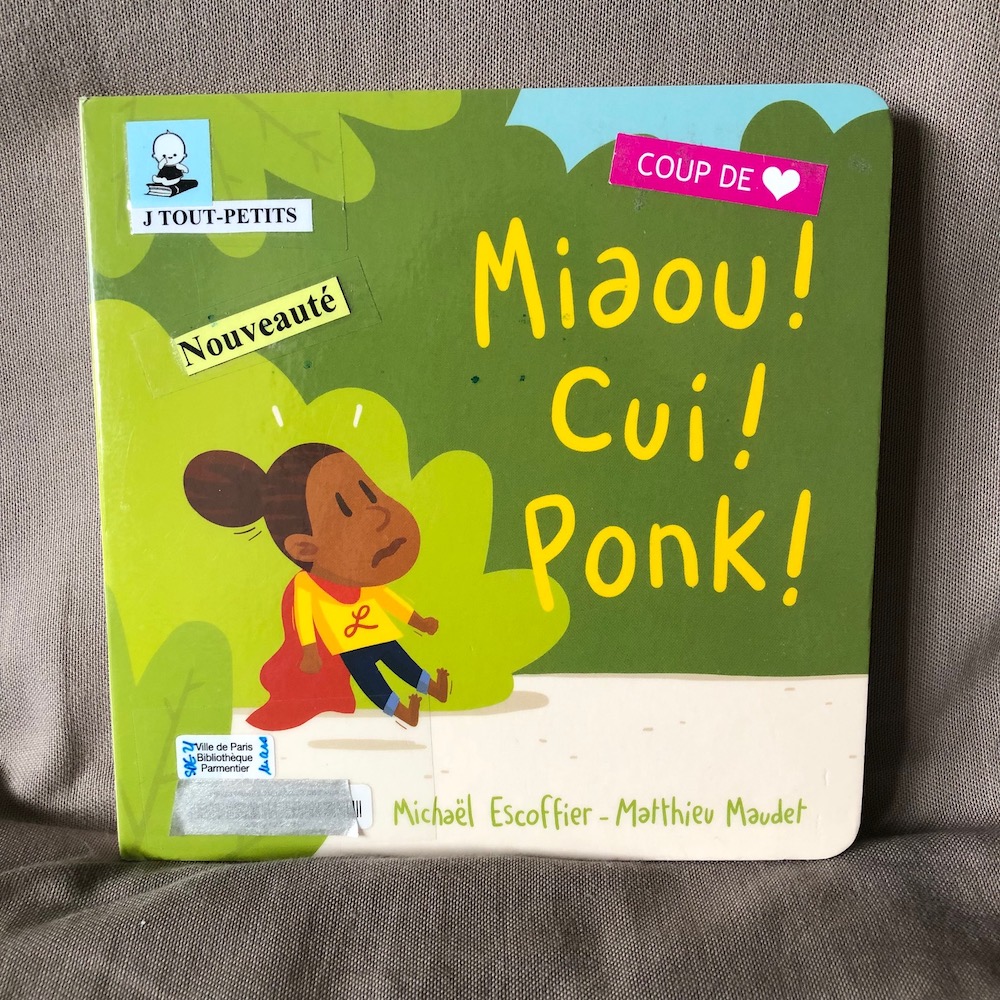 J TOUT-PETITS
COUP DE
Nouveauté
Miaou!
Cui!
Ponk!
L
Ville de Paris
Bibliothèque
Parmentier
Michaël Escoffier - Matthieu Maudet